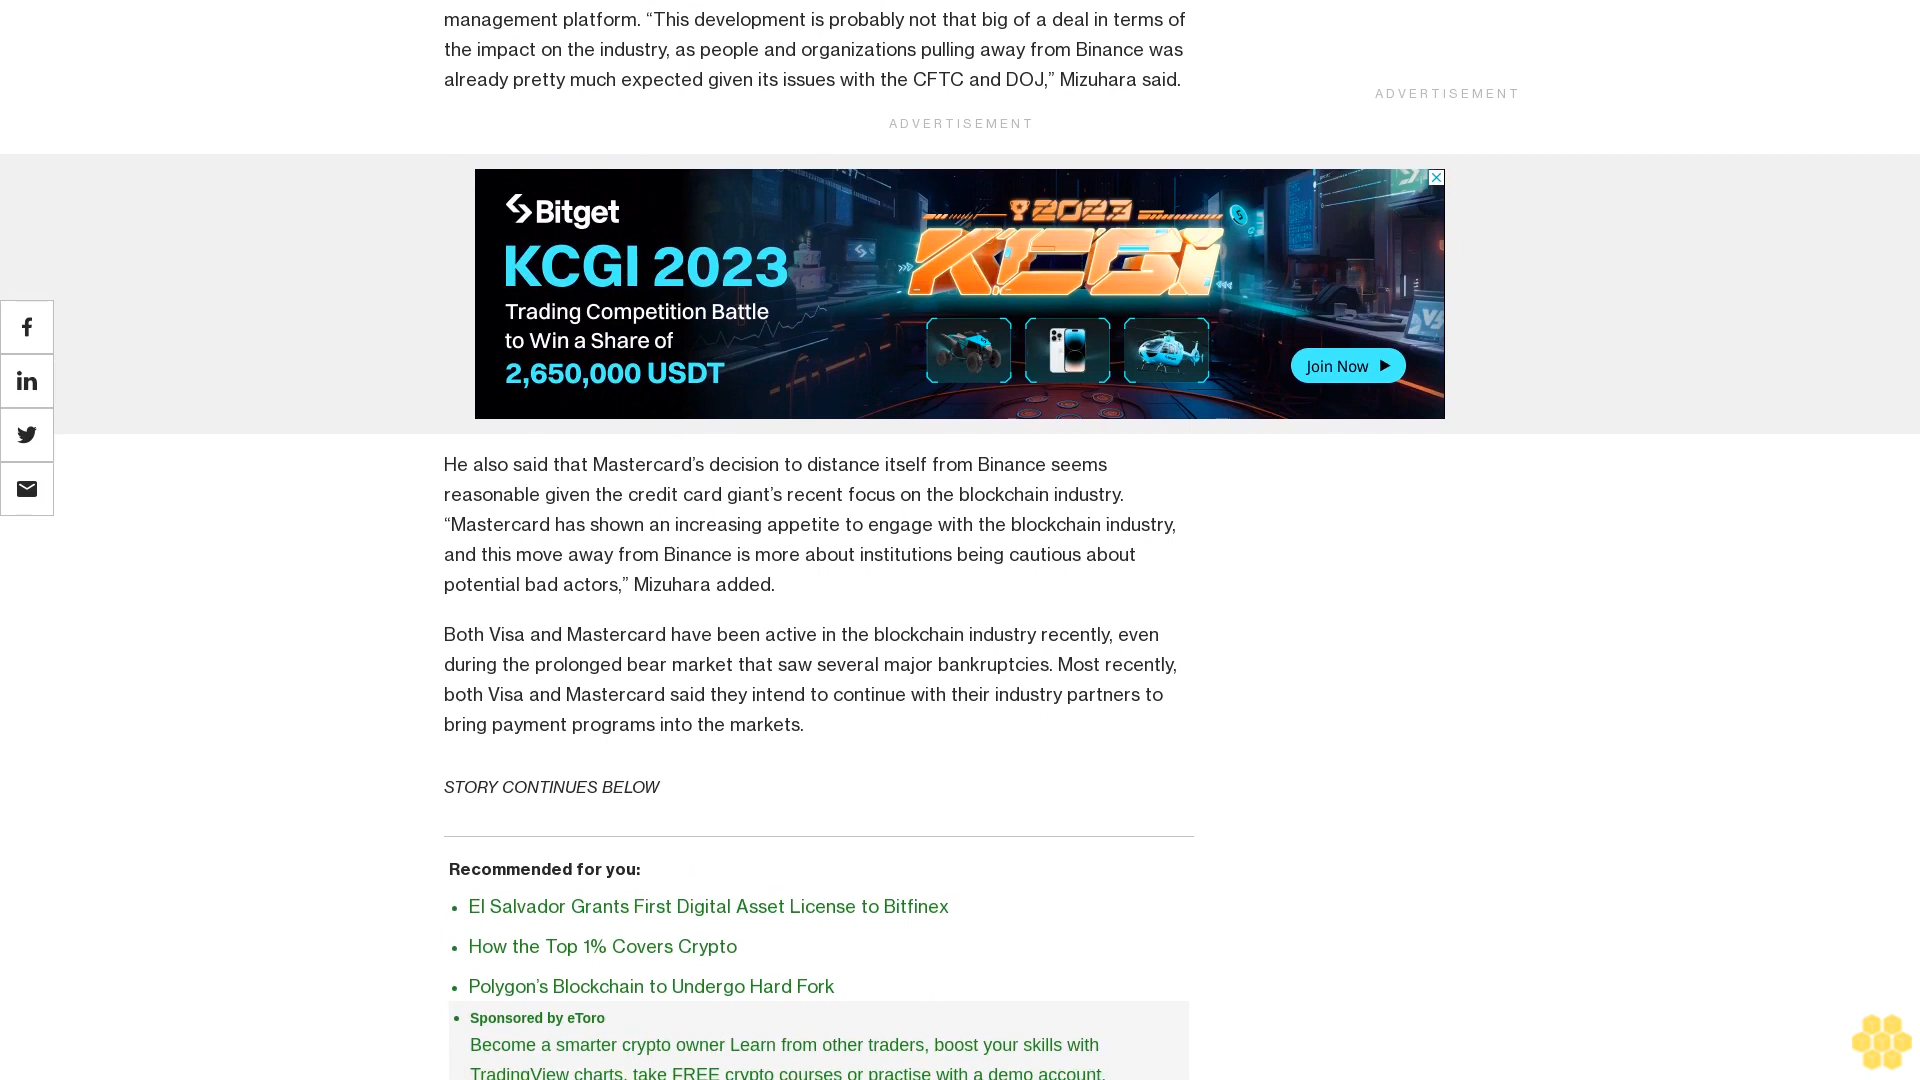 management platform. “This development is probably not that big of a deal in terms of
the impact on the industry, as people and organizations pulling away from Binance was
already pretty much expected given its issues with the CFTC and DOJ,” Mizuhara said.
ADVERTISEMENT
ADVERTISEMENT
Bitget
KCGI 2023
Trading Competition Battle
to Win a Share of
2,650,000 USDT
2023
KCGI
Join Now
He also said that Mastercard’s decision to distance itself from Binance seems
reasonable given the credit card giant’s recent focus on the blockchain industry.
“Mastercard has shown an increasing appetite to engage with the blockchain industry,
and this move away from Binance is more about institutions being cautious about
potential bad actors,” Mizuhara added.
Both Visa and Mastercard have been active in the blockchain industry recently, even
during the prolonged bear market that saw several major bankruptcies. Most recently,
both Visa and Mastercard said they intend to continue with their industry partners to
bring payment programs into the markets.
STORY CONTINUES BELOW
Recommended for you:
• El Salvador Grants First Digital Asset License to Bitfinex
• How the Top 1% Covers Crypto
• Polygon’s Blockchain to Undergo Hard Fork
• Sponsored by eToro
Become a smarter crypto owner Learn from other traders, boost your skills with
TradingView charts, take FREE crypto courses or practise with a demo account.